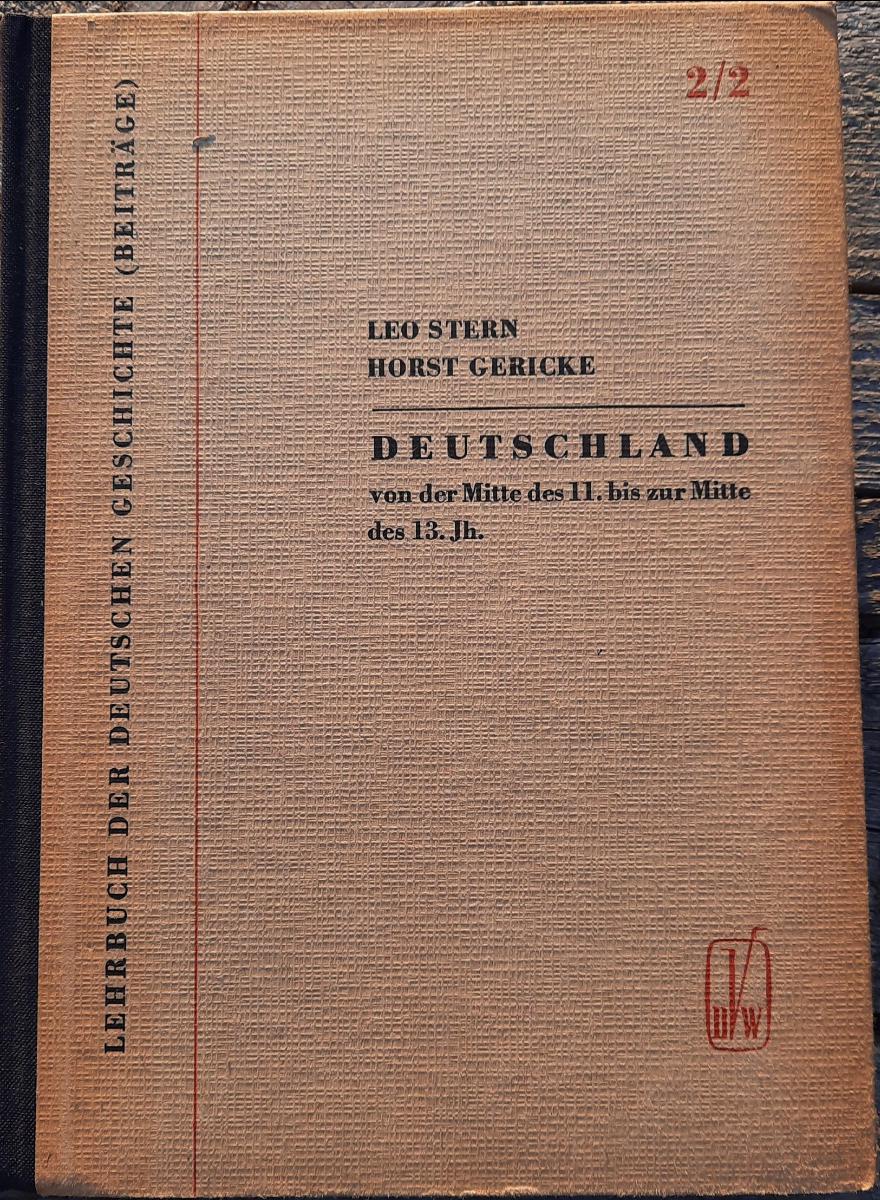 2/2
LEHRBUCH DER DEUTSCHEN GESCHICHTE (BEITRÄGE)
LEO STERN
HORST GERICKE
DEUTSCHLAND
von der Mitte des 11. bis zur Mitte
des 13. Jh.
DVW